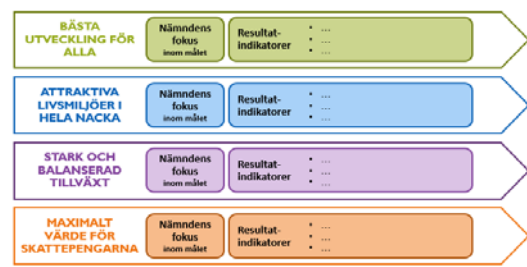 BÄSTA
UTVECKLING FÖR
ALLA
Nämndens
fokus
inom målet
Resultat-
indikatorer
• ...
• ...
• ...
ATTRAKTIVA
LIVSMILJÖER I
HELA NACKA
Nämndens
fokus
inom målet
Resultat-
indikatorer
• ...
• ...
• ...
STARK OCH
BALANSERAD
TILLVÄXT
Nämndens
fokus
inom målet
Resultat-
indikatorer
• ...
• ...
• ...
MAXIMALT
VÄRDE FÖR
SKATTEPENGARNA
Nämndens
fokus
inom målet
Resultat-
indikatorer
• ...
• ...
• ...